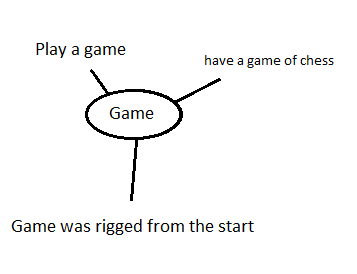 Play a game
have a game of chess
Game
Game was rigged from the start